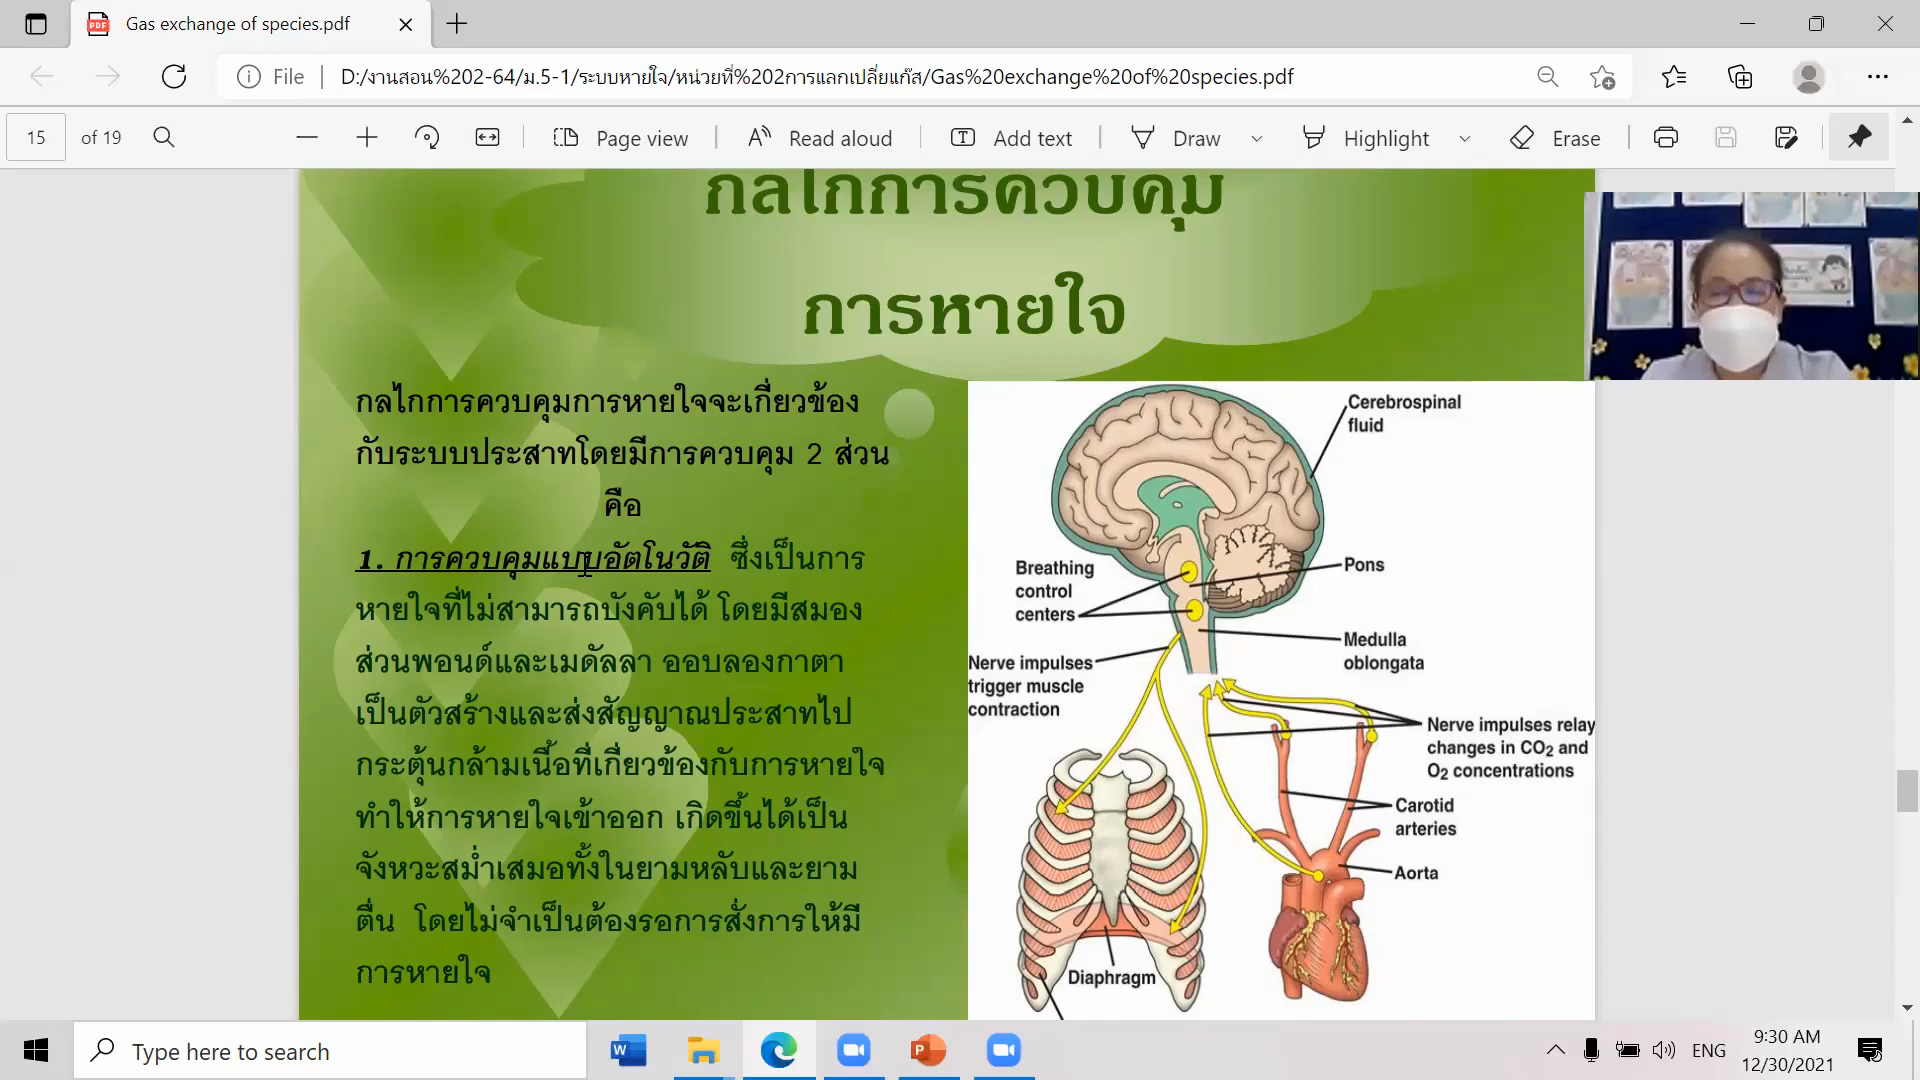 Gas exchange of species.pdf
File
D:/งานสอน%202-64/ม.5-1/ระบบหายใจ/หน่วยที่%202การแลกเปลี่ยนแก๊ส/Gas%20exchange%20of%20species.pdf
15 of 19
Page view
Read aloud
Add text
Draw
Highlight
Erase
กลไกการควบคุม
การหายใจ
กลไกการควบคุมการหายใจจะเกี่ยวข้อง
กับระบบประสาทโดยมีการควบคุม 2 ส่วน
คือ
1. การควบคุมแบบอัตโนวัติ ซึ่งเป็นการ
หายใจที่ไม่สามารถบังคับได้ โดยมีสมอง
ส่วนพอนด์และเมดัลลา ออบลองกาตา
เป็นตัวสร้างและส่งสัญญาณประสาทไป
กระตุ้นกล้ามเนื้อที่เกี่ยวข้องกับการหายใจ
ทำให้การหายใจเข้าออก เกิดขึ้นได้เป็น
จังหวะสม่ำเสมอทั้งในยามหลับและยาม
ตื่น โดยไม่จำเป็นต้องรอการสั่งการให้มี
การหายใจ
Cerebrospinal
fluid
Breathing
control
centers
Pons
Medulla
oblongata
Nerve impulses
trigger muscle
contraction
Nerve impulses relay
changes in CO2 and
O2 concentrations
Carotid
arteries
Aorta
Diaphragm
Type here to search
ENG
9:30 AM
12/30/2021